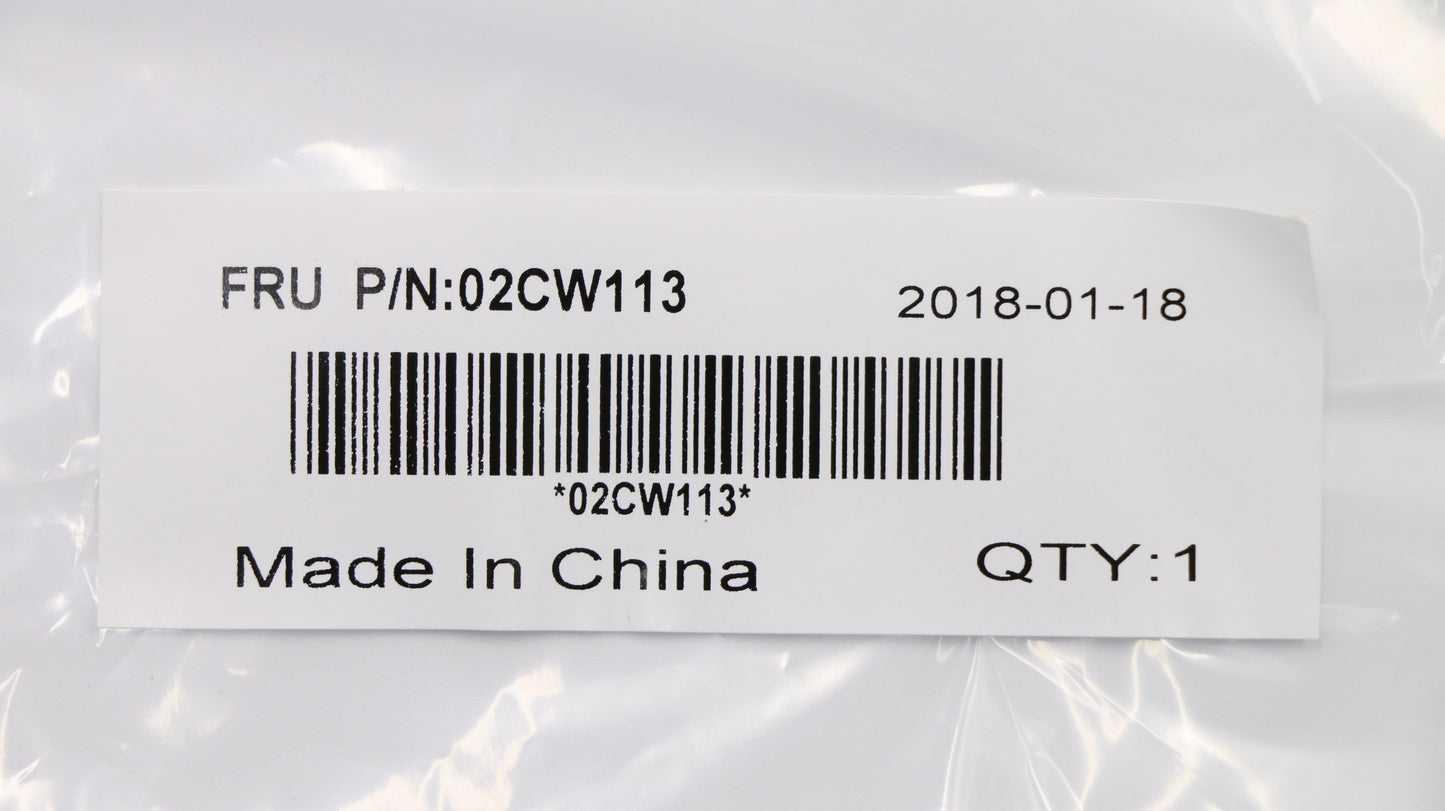 FRU P/N:02CW113
2018-01-18
*02CW113*
Made In China
QTY:1